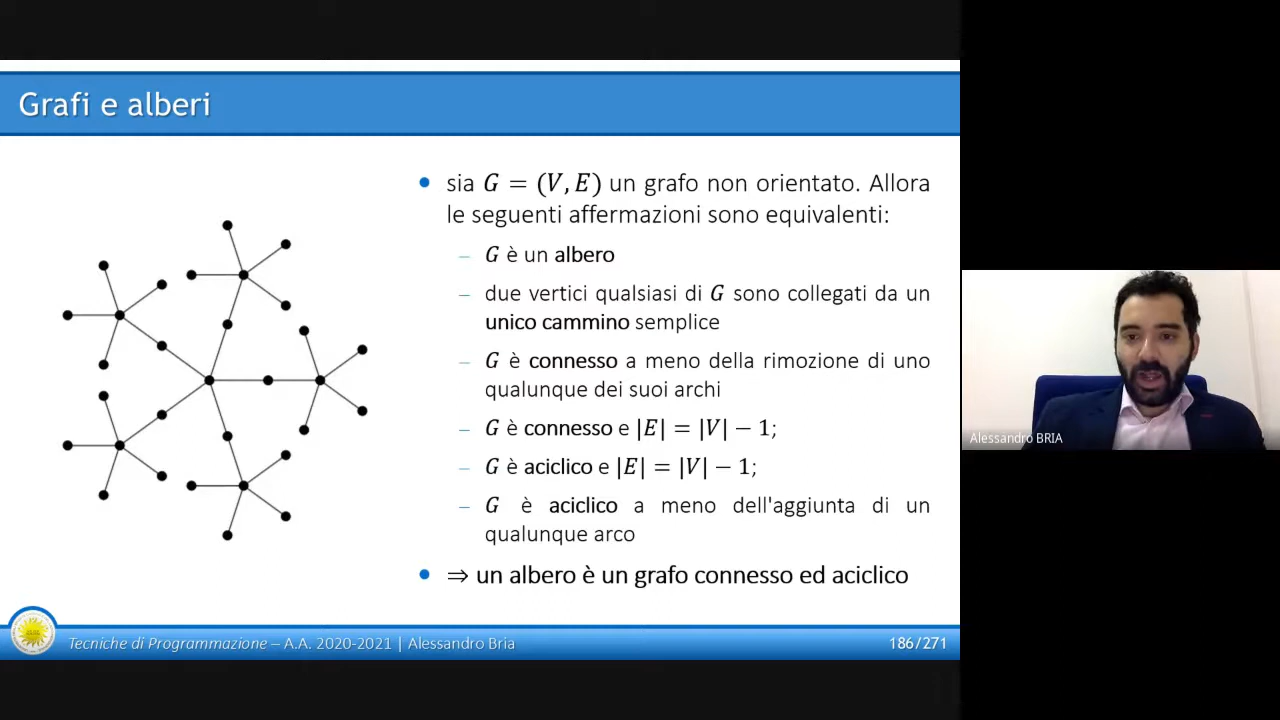 Grafi e alberi
• sia G = (V, E) un grafo non orientato. Allora
le seguenti affermazioni sono equivalenti:
– G è un albero
– due vertici qualsiasi di G sono collegati da un
unico cammino semplice
– G è connesso a meno della rimozione di uno
qualunque dei suoi archi
– G è connesso e |E| = |V| − 1;
– G è aciclico e |E| = |V| − 1;
– G è aciclico a meno dell'aggiunta di un
qualunque arco
• ⇒ un albero è un grafo connesso ed aciclico
Alessandro BRIA
Tecniche di Programmazione – A.A. 2020-2021 | Alessandro Bria
186/271